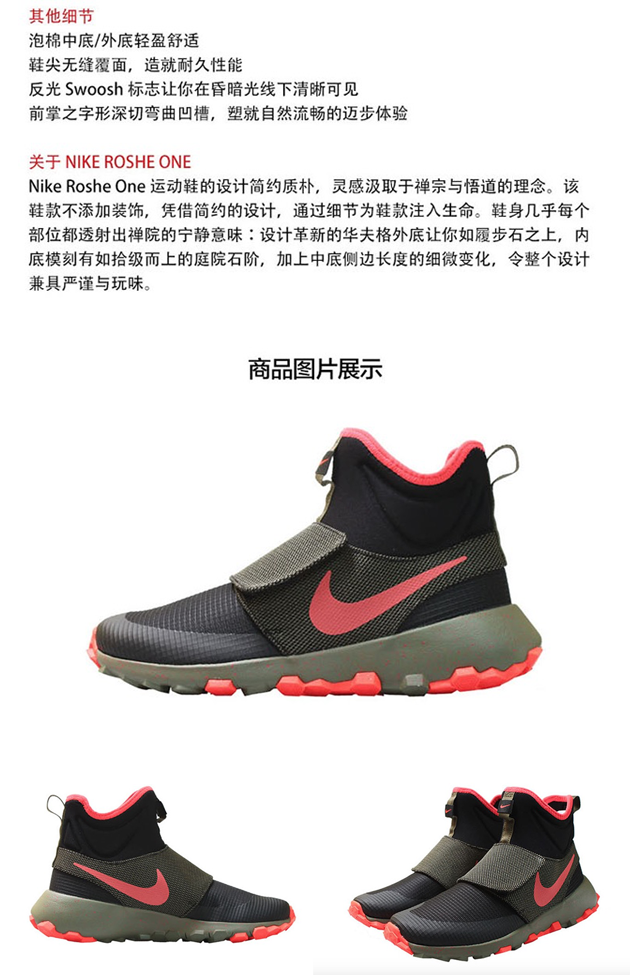 其他细节
泡棉中底/外底轻盈舒适
鞋尖无缝覆面，造就耐久性能
反光 Swoosh 标志让你在昏暗光线下清晰可见
前掌之字形深切弯曲凹槽，塑就自然流畅的迈步体验
关于 NIKE ROSHE ONE
Nike Roshe One 运动鞋的设计简约质朴，灵感汲取于禅宗与悟道的理念。该
鞋款不添加装饰，凭借简约的设计，通过细节为鞋款注入生命。鞋身几乎每个
部位都透射出禅院的宁静意味：设计革新的华夫格外底让你如履步石之上，内
底模刻有如拾级而上的庭院石阶，加上中底侧边长度的细微变化，令整个设计
兼具严谨与玩味。
商品图片展示